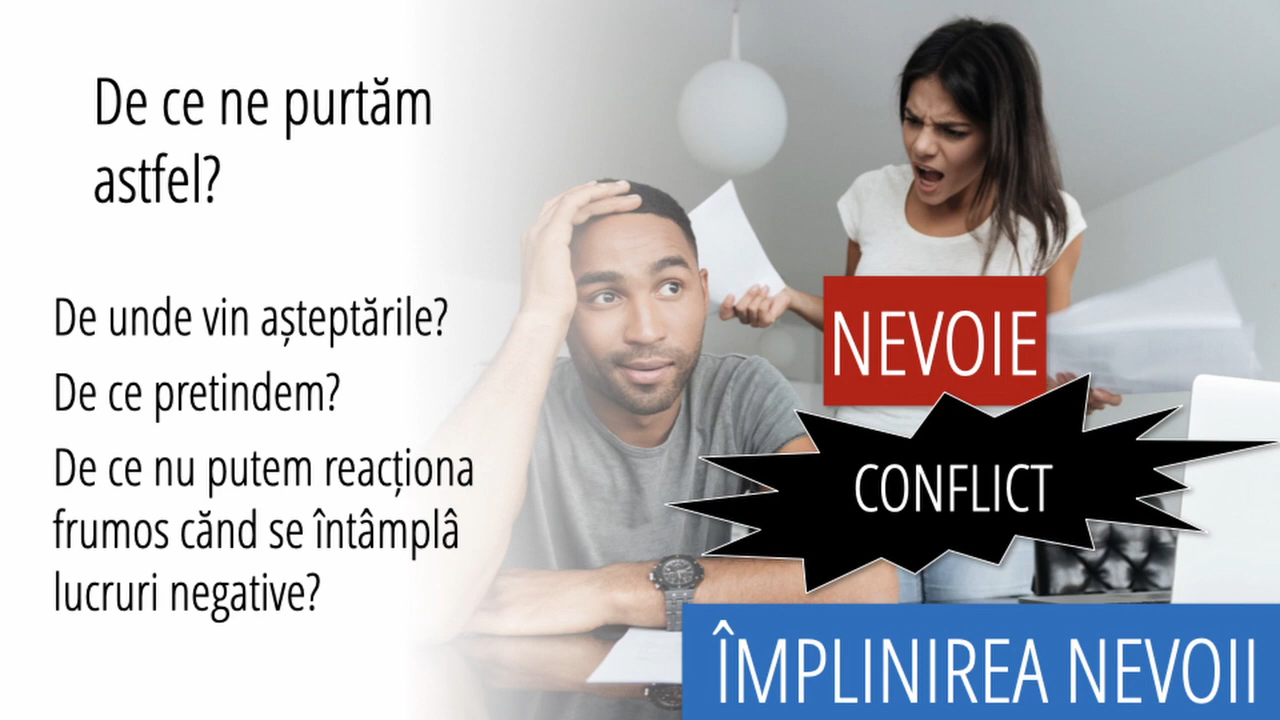 De ce ne purtăm
astfel?
De unde vin așteptările?
De ce pretindem?
De ce nu putem reacționa
frumos cănd se întâmplâ
lucruri negative?
NEVOIE
CONFLICT
ÎMPLINIREA NEVOII